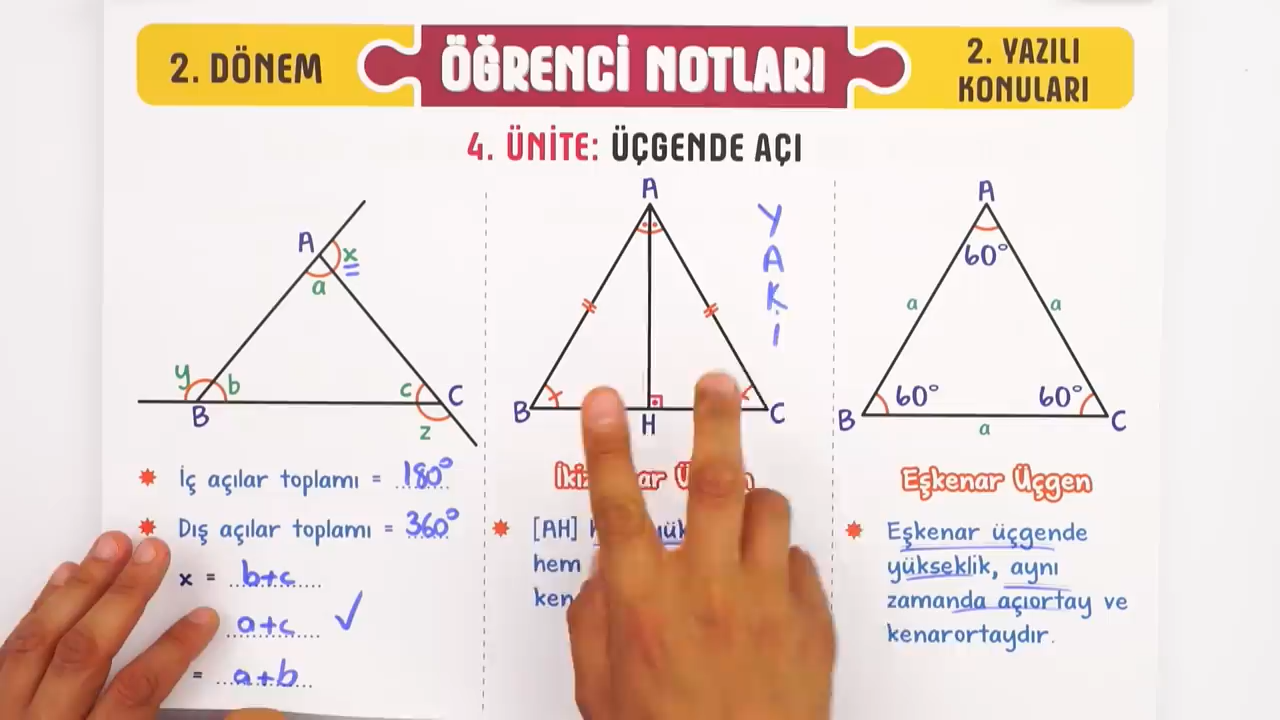 2. DÖNEM
ÖĞRENCİ NOTLARI
2. YAZILI
KONULARI
4. ÜNİTE: ÜÇGENDE AÇI
A
x
a
y
b
B
c
C
z
İç açılar toplamı = 180°
Dış açılar toplamı = 360°
x = b+c
a+c
= a+b
A
Y
A
K
I
B
H
C
[AH]
hem
ken
A
60°
a
a
60°
60°
B
a
C
Eşkenar Üçgen
Eşkenar üçgende
yükseklik, aynı
zamanda açıortay ve
kenarortaydır.